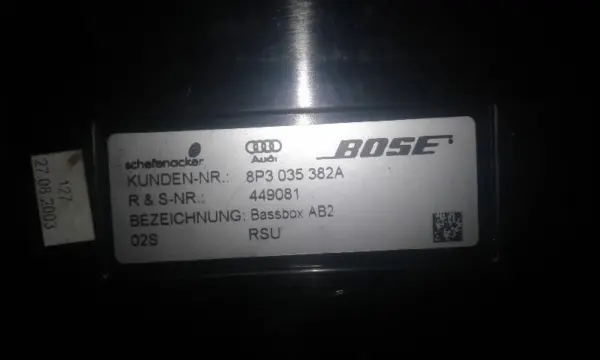 schefenacker
Audi
BOSE
KUNDEN-NR.: 8P3 035 382A
R & S-NR.: 449081
BEZEICHNUNG: Bassbox AB2
02S RSU
127
27.08.2003